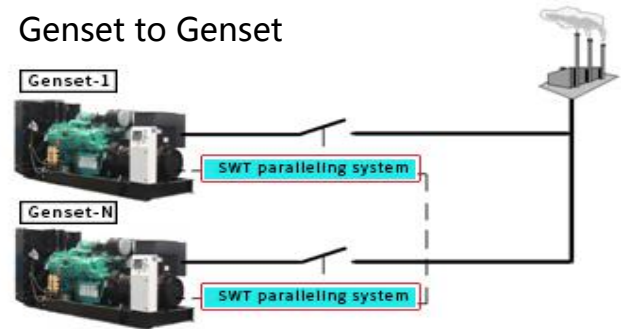 Genset to Genset
Genset-1
SWT paralleling system
Genset-N
SWT paralleling system